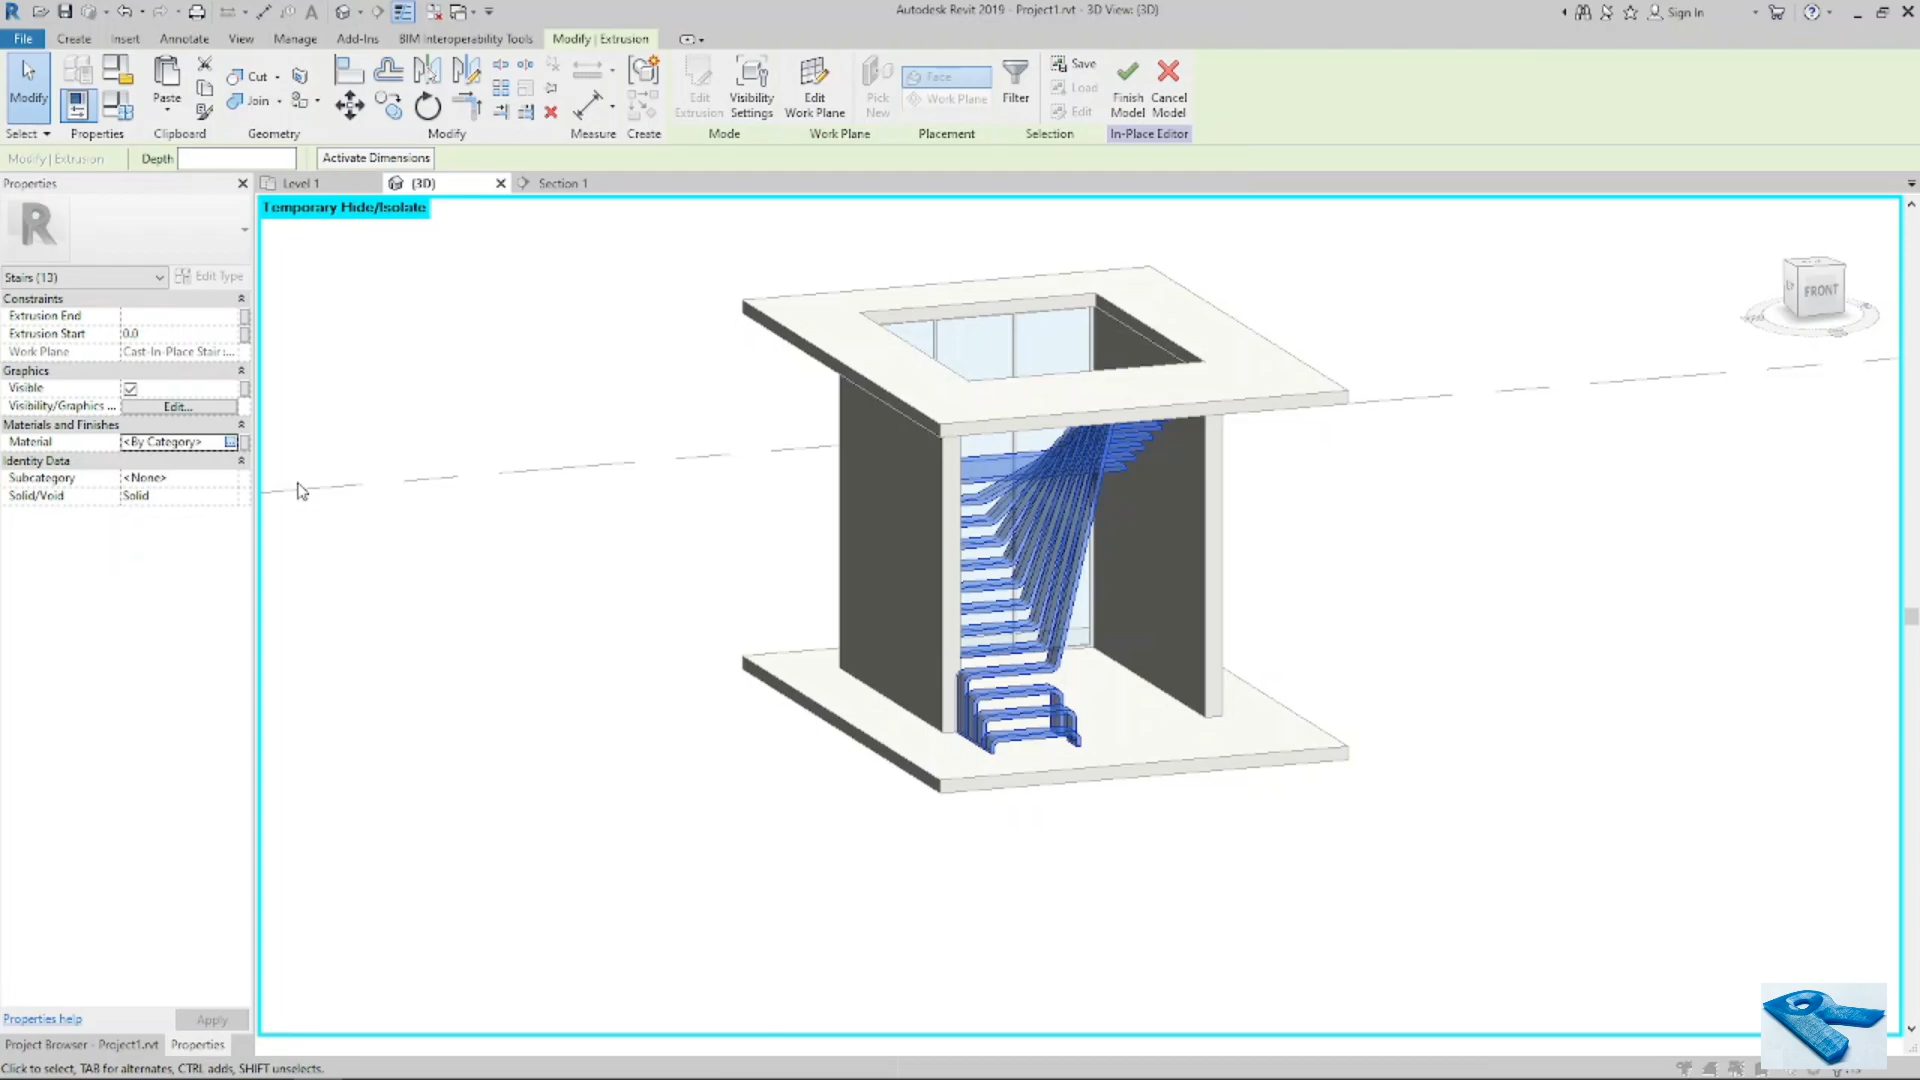 Autodesk Revit 2019 - Project1.rvt - 3D View: {3D}
Sign In
File Create Insert Annotate View Manage Add-Ins BIM Interoperability Tools Modify | Extrusion
Modify
Paste
Cut
Join
Edit Extrusion
Visibility Settings
Edit Work Plane
Pick New
Face
Work Plane
Filter
Save
Load
Edit
Finish Model
Cancel Model
Select Properties Clipboard Geometry Modify Measure Create Mode Work Plane Placement Selection In-Place Editor
Modify | Extrusion Depth Activate Dimensions
Properties
Level 1 {3D} Section 1
Temporary Hide/Isolate
R
Stairs (13) Edit Type
Constraints
Extrusion End
Extrusion Start 0.0
Work Plane Cast-In-Place Stair :...
Graphics
Visible
Visibility/Graphics ... Edit...
Materials and Finishes
Material <By Category>
Identity Data
Subcategory <None>
Solid/Void Solid
FRONT
Properties help Apply
Project Browser - Project1.rvt Properties
Click to select, TAB for alternates, CTRL adds, SHIFT unselects.